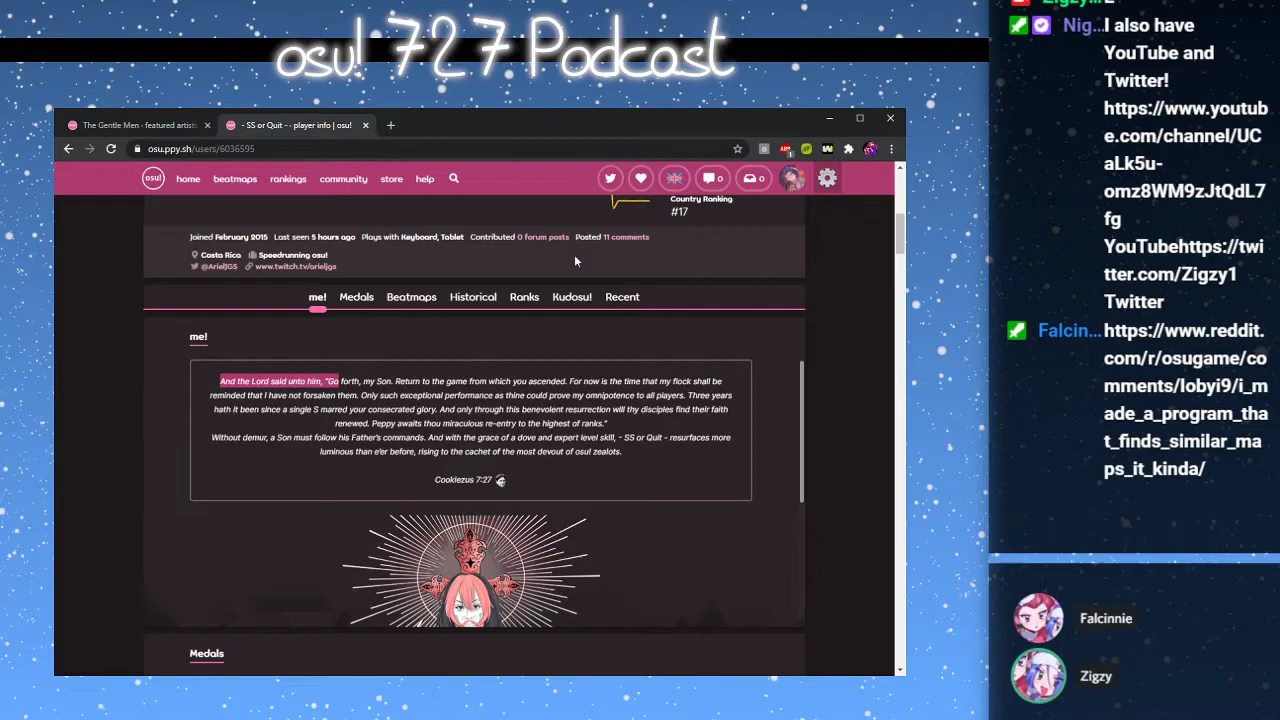 osu! 727 Podcast
The Gentle Men - featured artists
- SS or Quit - · player info | osu!
osu.ppy.sh/users/6036595
osu!
home
beatmaps
rankings
community
store
help
0
0
Country Ranking
#17
Joined February 2015 Last seen 5 hours ago Plays with Keyboard, Tablet Contributed 0 forum posts Posted 11 comments
Costa Rica Speedrunning osu!
@ArielJGS www.twitch.tv/arieljgs
me!
Medals
Beatmaps
Historical
Ranks
Kudosu!
Recent
me!
And the Lord said unto him, "Go forth, my Son. Return to the game from which you ascended. For now is the time that my flock shall be
reminded that I have not forsaken them. Only such exceptional performance as thine could prove my omnipotence to all players. Three years
hath it been since a single S marred your consecrated glory. And only through this benevolent resurrection will thy disciples find their faith
renewed. Peppy awaits thou miraculous re-entry to the highest of ranks."
Without demur, a Son must follow his Father's commands. And with the grace of a dove and expert level skill, - SS or Quit - resurfaces more
luminous than e'er before, rising to the cachet of the most devout of osu! zealots.
Cookiezus 7:27
Medals
Nig... I also have
YouTube and
Twitter!
https://www.youtub
e.com/channel/UC
aLk5u-
omz8WM9zJtQdL7
fg
YouTubehttps://twi
tter.com/Zigzy1
Twitter
Falcin... https://www.reddit.
com/r/osugame/co
mments/lobyi9/i_m
ade_a_program_tha
t_finds_similar_ma
ps_it_kinda/
Falcinnie
Zigzy